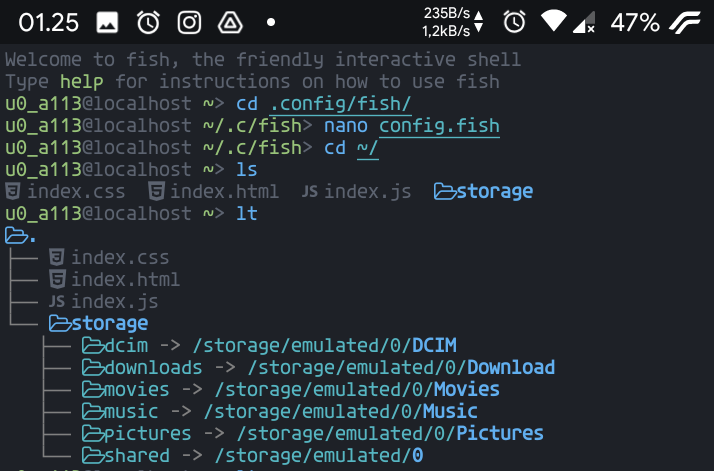 01.25 235B/s 1,2kB/s 47%
Welcome to fish, the friendly interactive shell
Type help for instructions on how to use fish
u0_a113@localhost ~> cd .config/fish/
u0_a113@localhost ~/.c/fish> nano config.fish
u0_a113@localhost ~/.c/fish> cd ~/
u0_a113@localhost ~> ls
index.css index.html JS index.js storage
u0_a113@localhost ~> lt
.
├── index.css
├── index.html
├── JS index.js
└── storage
    ├── dcim -> /storage/emulated/0/DCIM
    ├── downloads -> /storage/emulated/0/Download
    ├── movies -> /storage/emulated/0/Movies
    ├── music -> /storage/emulated/0/Music
    ├── pictures -> /storage/emulated/0/Pictures
    └── shared -> /storage/emulated/0